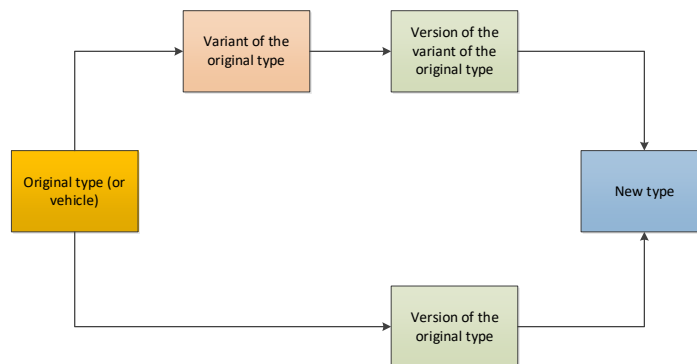 Variant of the
original type
Version of the
variant of the
original type
Original type (or
vehicle)
New type
Version of the
original type